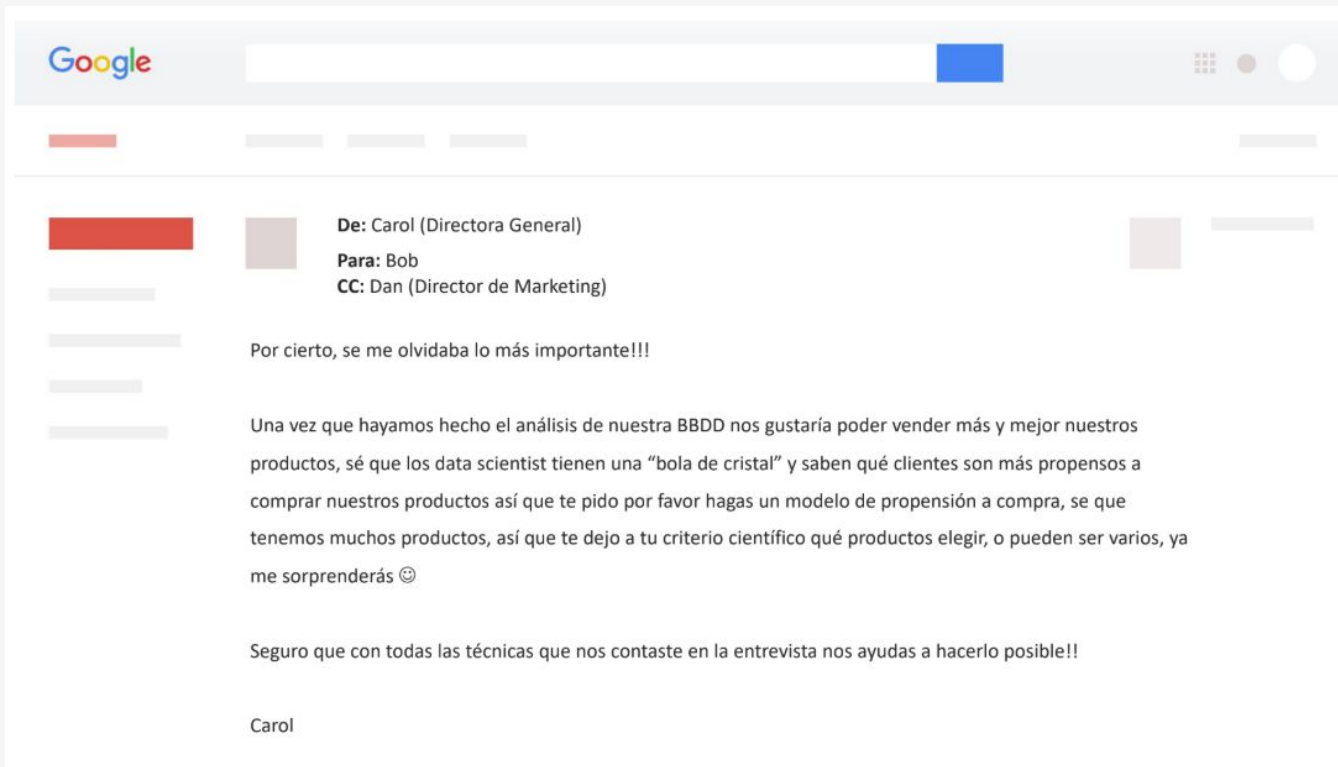 Google
De: Carol (Directora General)
Para: Bob
CC: Dan (Director de Marketing)
Por cierto, se me olvidaba lo más importante!!!
Una vez que hayamos hecho el análisis de nuestra BBDD nos gustaría poder vender más y mejor nuestros
productos, sé que los data scientist tienen una “bola de cristal” y saben qué clientes son más propensos a
comprar nuestros productos así que te pido por favor hagas un modelo de propensión a compra, se que
tenemos muchos productos, así que te dejo a tu criterio científico qué productos elegir, o pueden ser varios, ya
me sorprenderás ☺
Seguro que con todas las técnicas que nos contaste en la entrevista nos ayudas a hacerlo posible!!
Carol